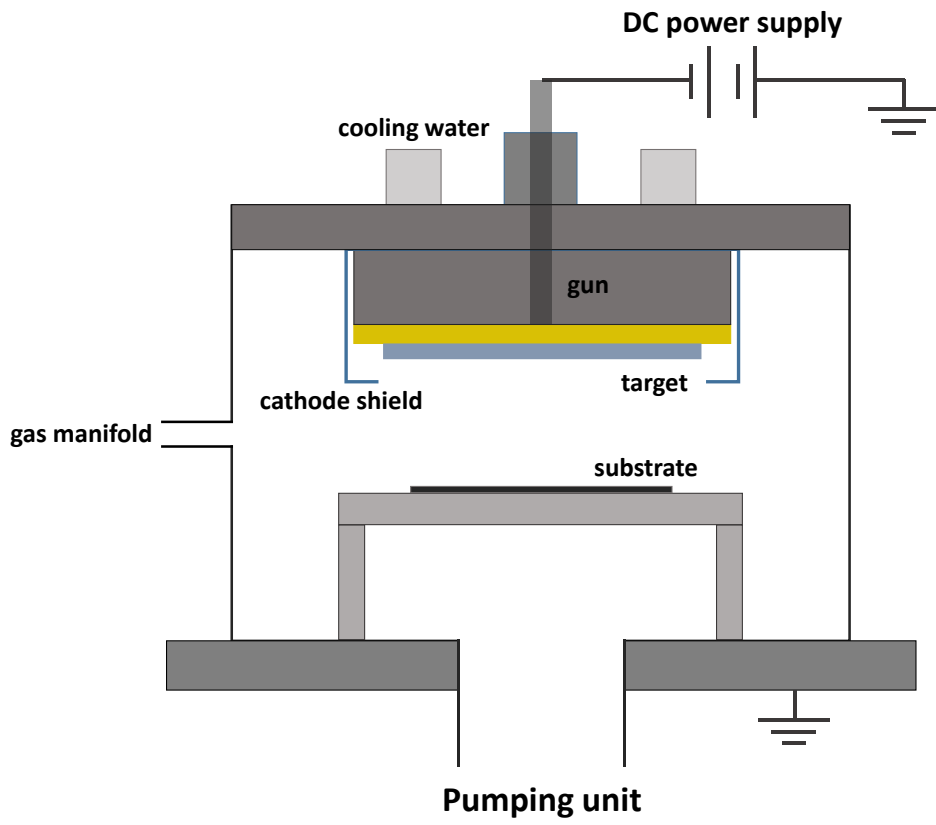 DC power supply
cooling water
gun
target
cathode shield
gas manifold
substrate
Pumping unit